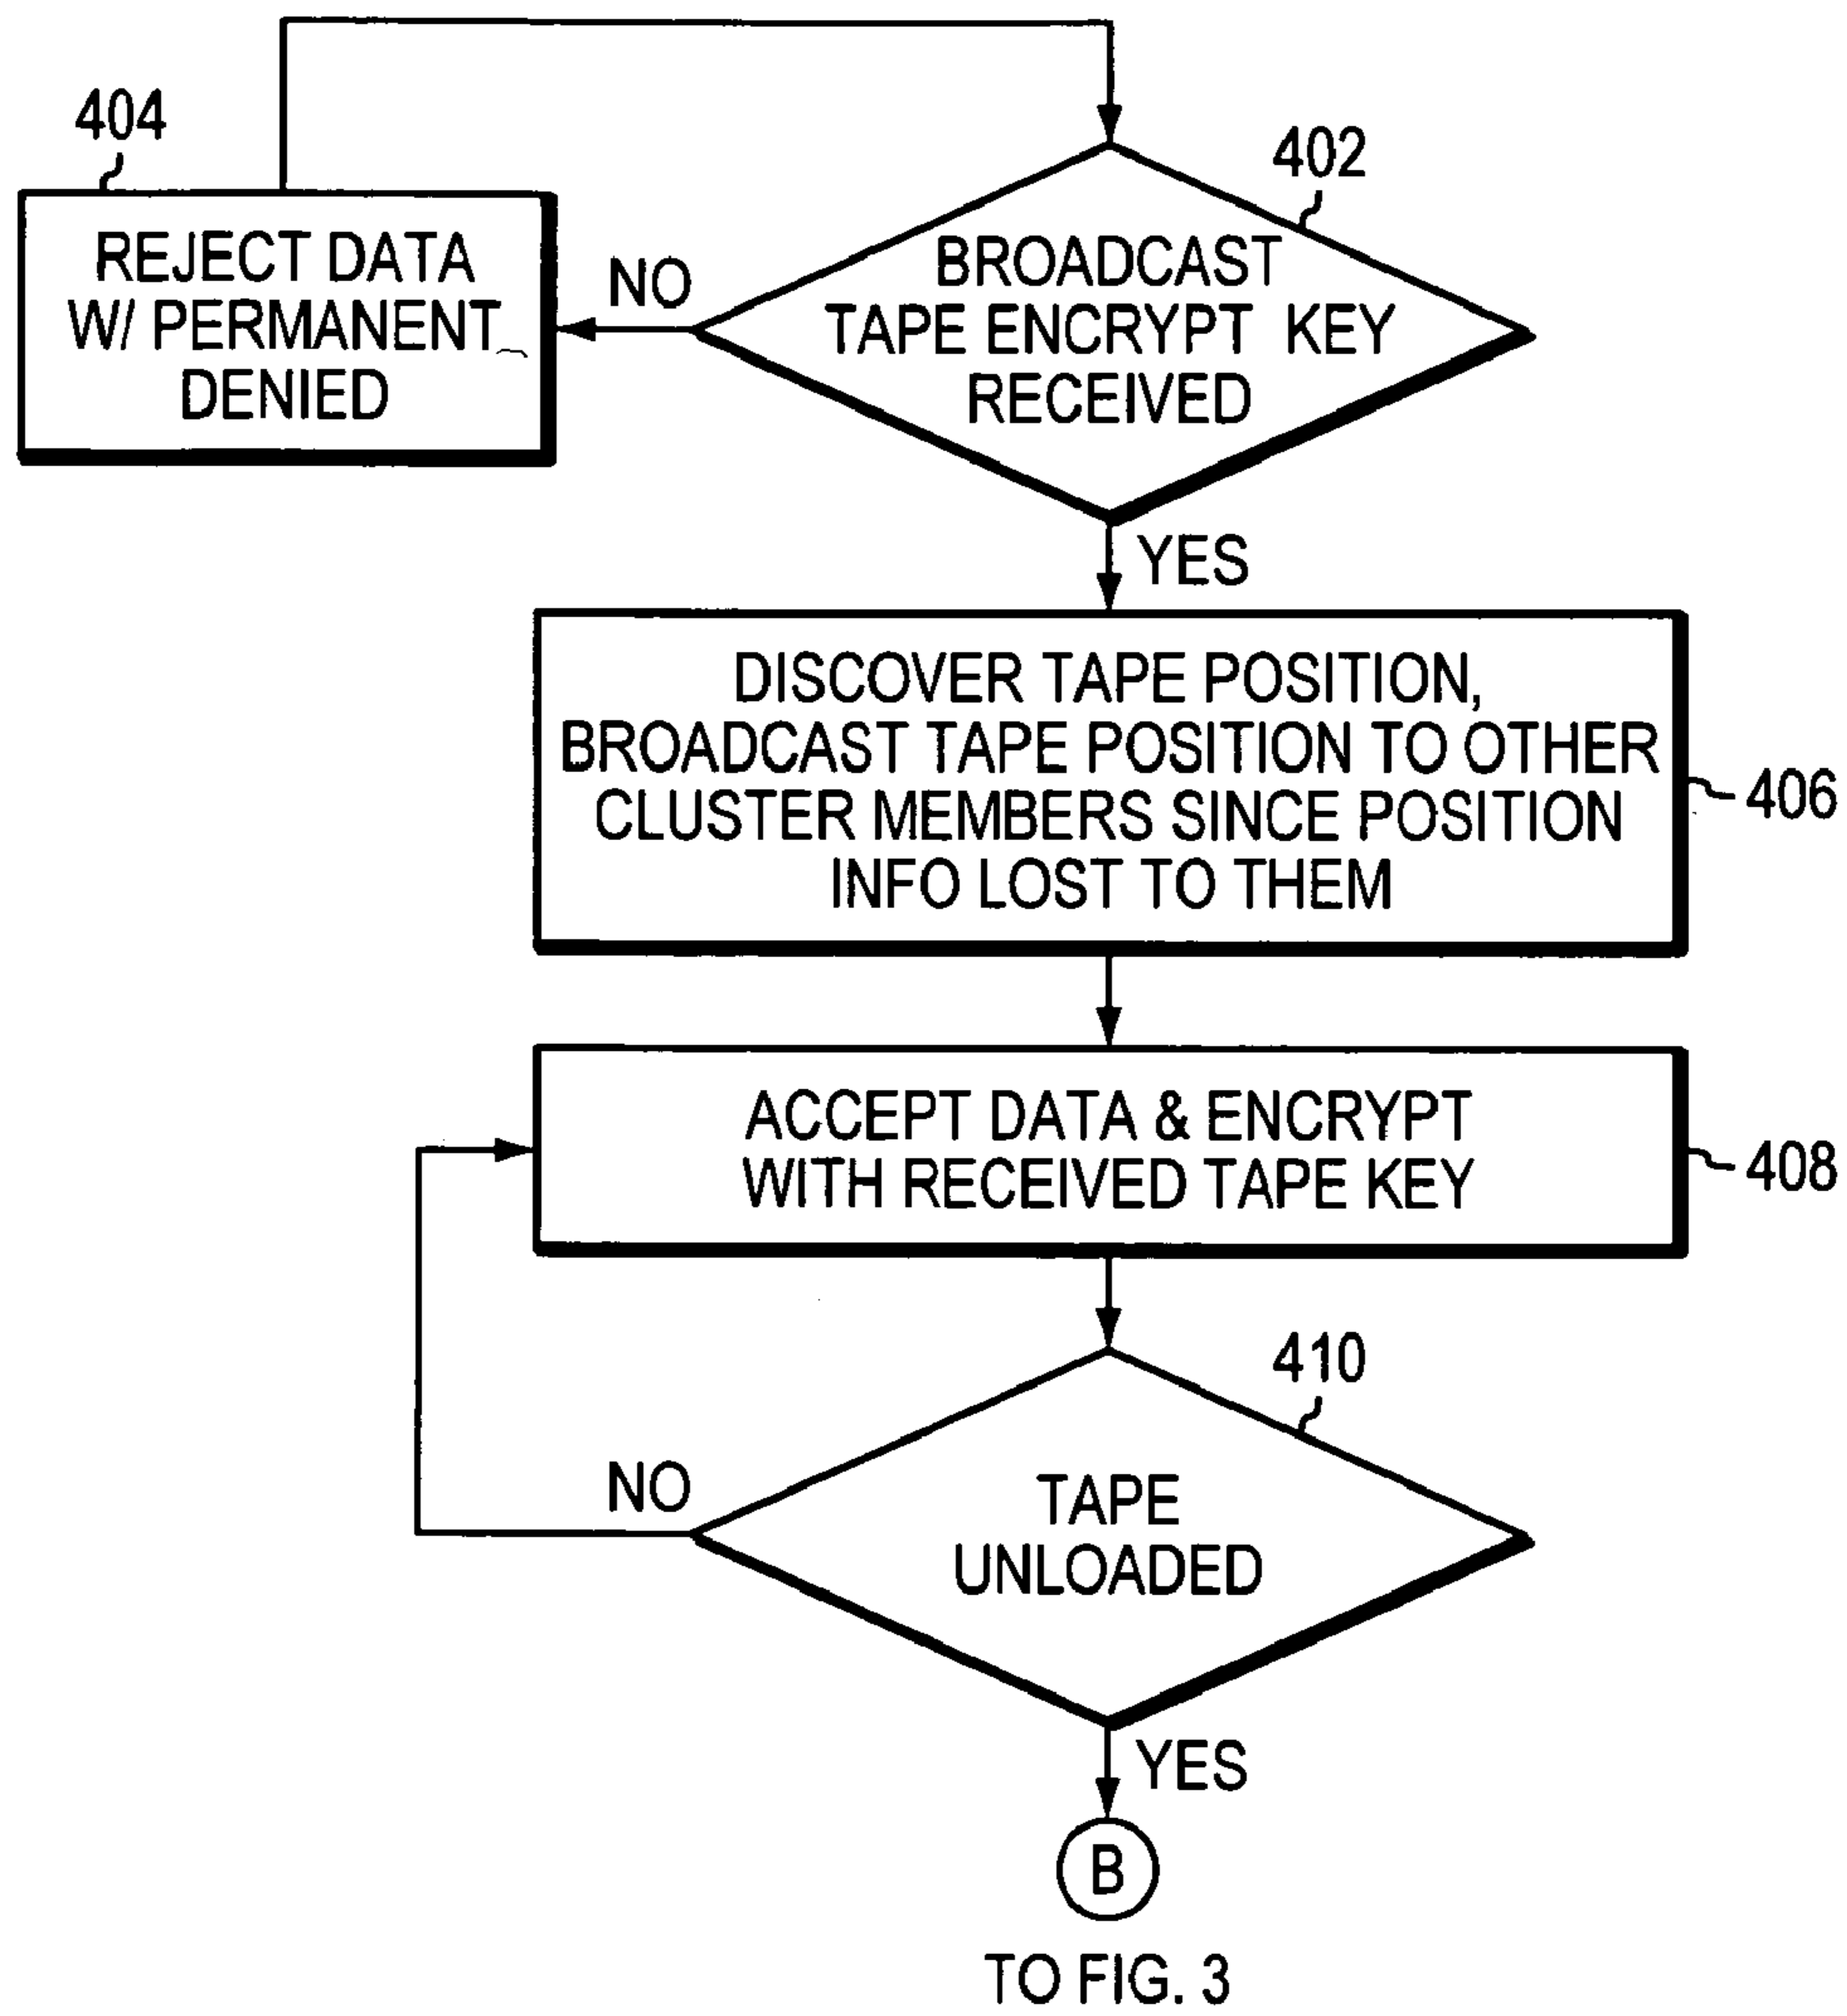 404
402
REJECT DATA
W/ PERMANENT
DENIED
NO
BROADCAST
TAPE ENCRYPT KEY
RECEIVED
YES
DISCOVER TAPE POSITION,
BROADCAST TAPE POSITION TO OTHER
CLUSTER MEMBERS SINCE POSITION
INFO LOST TO THEM
406
ACCEPT DATA & ENCRYPT
WITH RECEIVED TAPE KEY
408
410
NO
TAPE
UNLOADED
YES
B
TO FIG. 3